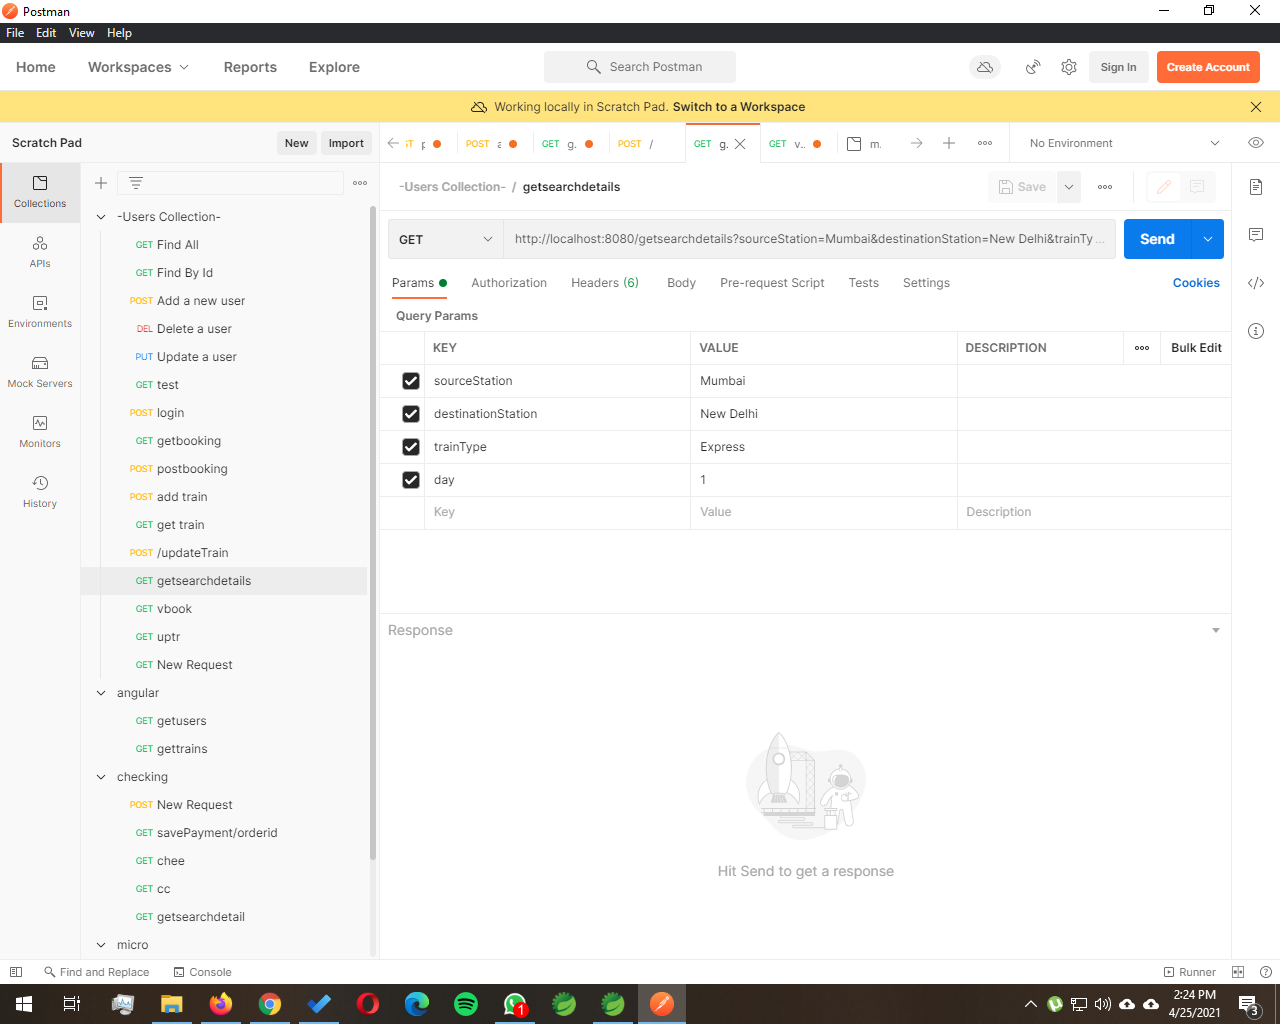 Postman
File Edit View Help
Home Workspaces Reports Explore Search Postman Sign In Create Account
Working locally in Scratch Pad. Switch to a Workspace
Scratch Pad New Import
POST GET g. POST / GET g. GET v.. m. No Environment
Collections
APIs
Environments
Mock Servers
Monitors
History
-Users Collection-
GET Find All
GET Find By Id
POST Add a new user
DEL Delete a user
PUT Update a user
GET test
POST login
GET getbooking
POST postbooking
POST add train
GET get train
POST /updateTrain
GET getsearchdetails
GET vbook
GET uptr
GET New Request
angular
GET getusers
GET gettrains
checking
POST New Request
GET savePayment/orderid
GET chee
GET cc
GET getsearchdetail
micro
-Users Collection- / getsearchdetails Save
GET http://localhost:8080/getsearchdetails?sourceStation=Mumbai&destinationStation=New Delhi&trainTy... Send
Params Authorization Headers (6) Body Pre-request Script Tests Settings Cookies
Query Params
KEY VALUE DESCRIPTION Bulk Edit
sourceStation Mumbai
destinationStation New Delhi
trainType Express
day 1
Key Value Description
Response
Hit Send to get a response
Find and Replace Console Runner
1
2:24 PM
4/25/2021
3